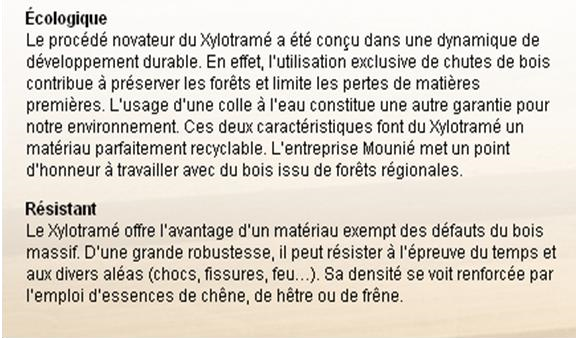 Écologique
Le procédé novateur du Xylotramé a été conçu dans une dynamique de
développement durable. En effet, l'utilisation exclusive de chutes de bois
contribue à préserver les forêts et limite les pertes de matières
premières. L'usage d'une colle à l'eau constitue une autre garantie pour
notre environnement. Ces deux caractéristiques font du Xylotramé un
matériau parfaitement recyclable. L'entreprise Mounié met un point
d'honneur à travailler avec du bois issu de forêts régionales.
Résistant
Le Xylotramé offre l'avantage d'un matériau exempt des défauts du bois
massif. D'une grande robustesse, il peut résister à l'épreuve du temps et
aux divers aléas (chocs, fissures, feu...). Sa densité se voit renforcée par
l'emploi d'essences de chêne, de hêtre ou de frêne.